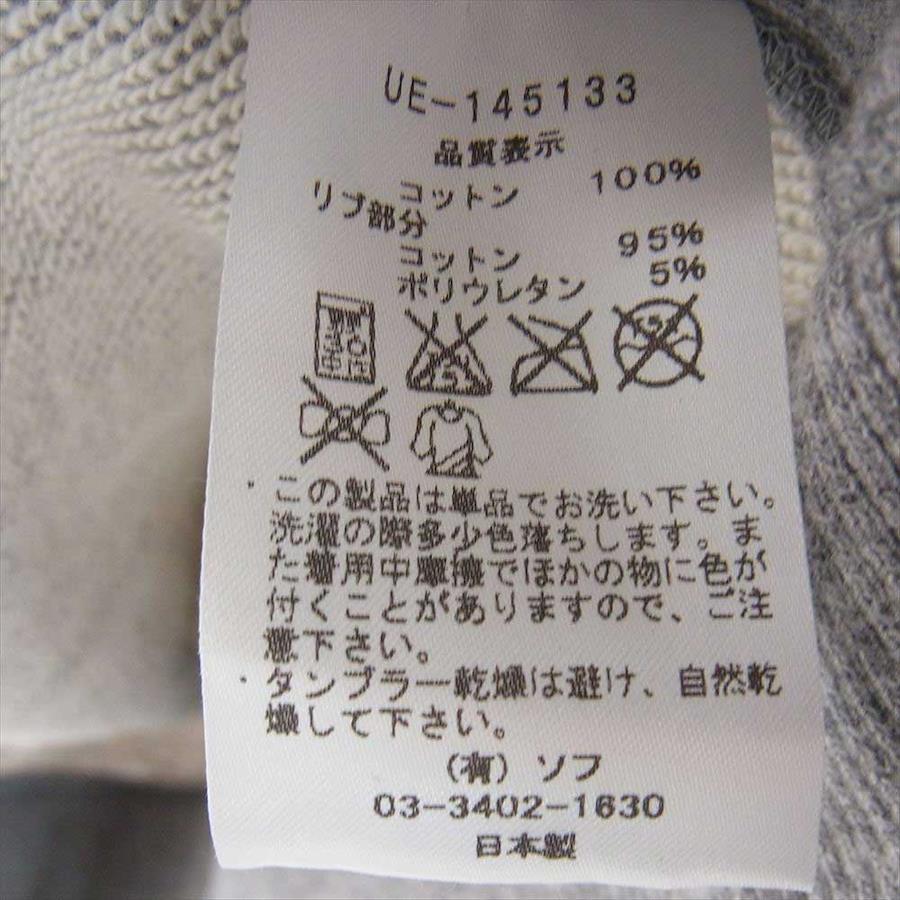 UE-145133
品質表示
コットン 100%
リブ部分
コットン 95%
ポリウレタン 5%
・この製品は単品でお洗い下さい。
洗濯の際多少色落ちします。ま
た着用中摩擦でほかの物に色が
付くことがありますので、ご注
意下さい。
・タンブラー乾燥は避け、自然乾
燥して下さい。
(有) ソフ
03-3402-1630
日本製